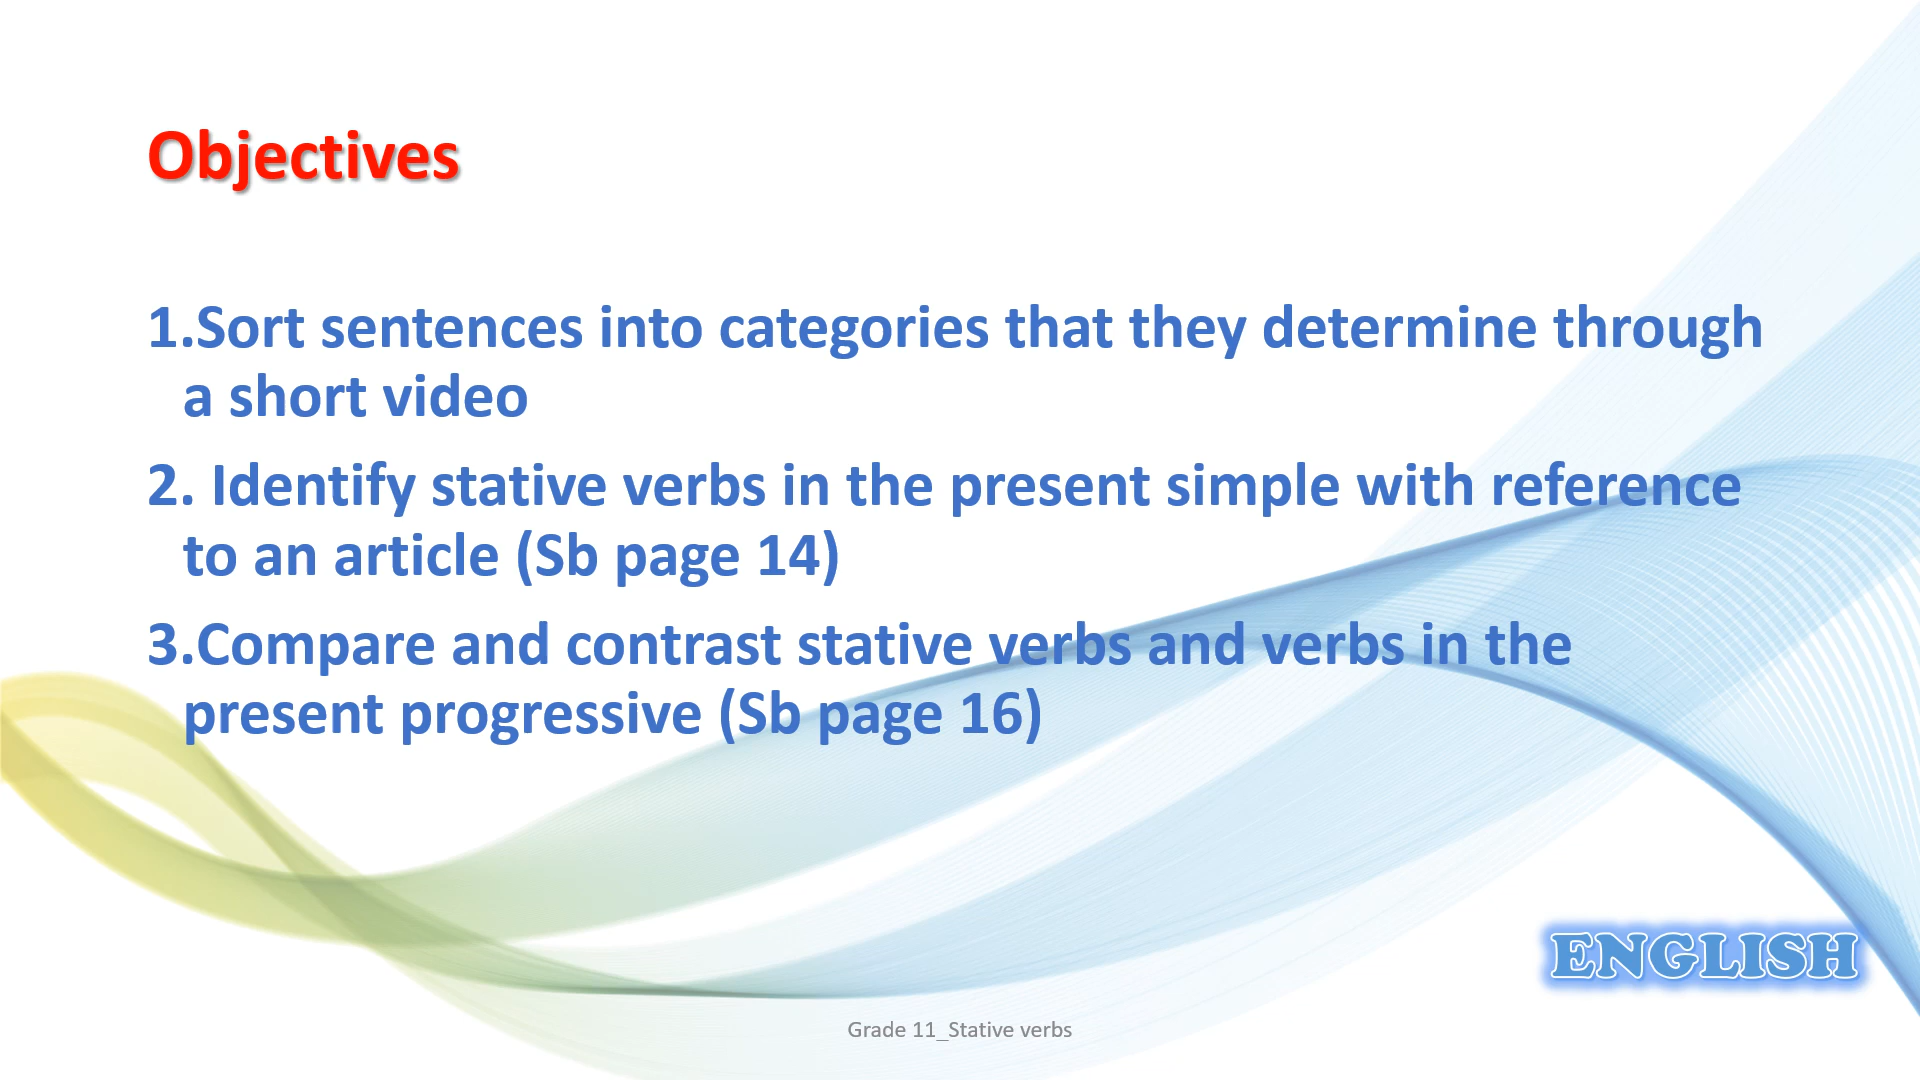 Objectives
1.Sort sentences into categories that they determine through
a short video
2. Identify stative verbs in the present simple with reference
to an article (Sb page 14)
3.Compare and contrast stative verbs and verbs in the
present progressive (Sb page 16)
ENGLISH
Grade 11_Stative verbs